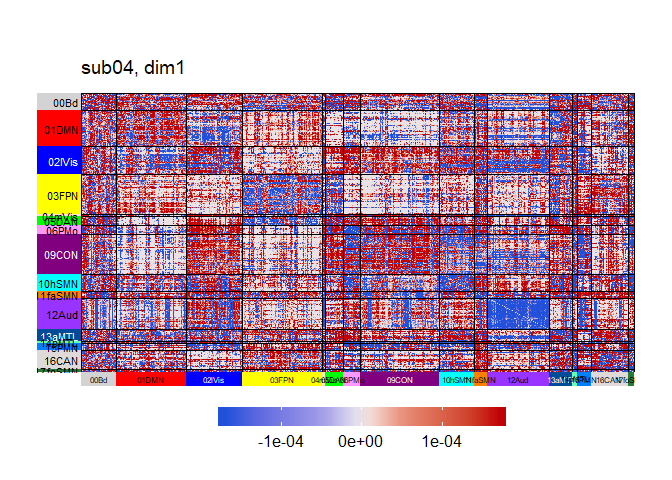 sub04, dim1
00Bd
01DMN
02lVis
03FPN
09CON
10hSMN
12Aud
16CAN
00Bd 01DMN 02lVis 03FPN 09CON 10hSMN 12Aud
-1e-04 0e+00 1e-04